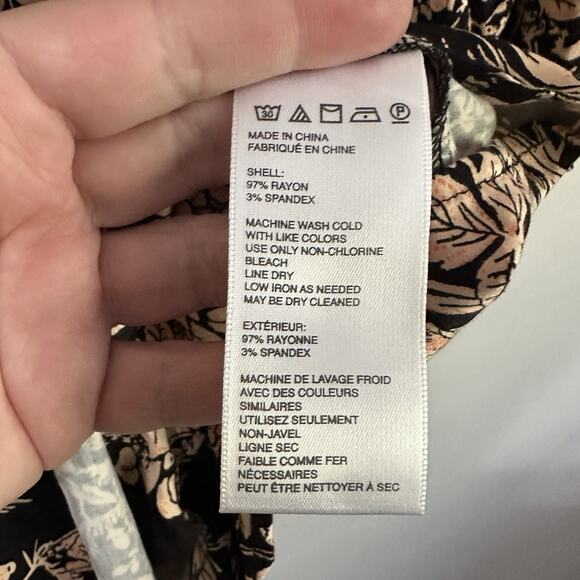 30 P
MADE IN CHINA
FABRIQUÉ EN CHINE
SHELL:
97% RAYON
3% SPANDEX
MACHINE WASH COLD
WITH LIKE COLORS
USE ONLY NON-CHLORINE
BLEACH
LINE DRY
LOW IRON AS NEEDED
MAY BE DRY CLEANED
EXTÉRIEUR:
97% RAYONNE
3% SPANDEX
MACHINE DE LAVAGE FROID
AVEC DES COULEURS
SIMILAIRES
UTILISEZ SEULEMENT
NON-JAVEL
LIGNE SEC
FAIBLE COMME FER
NÉCESSAIRES
PEUT ÊTRE NETTOYER À SEC